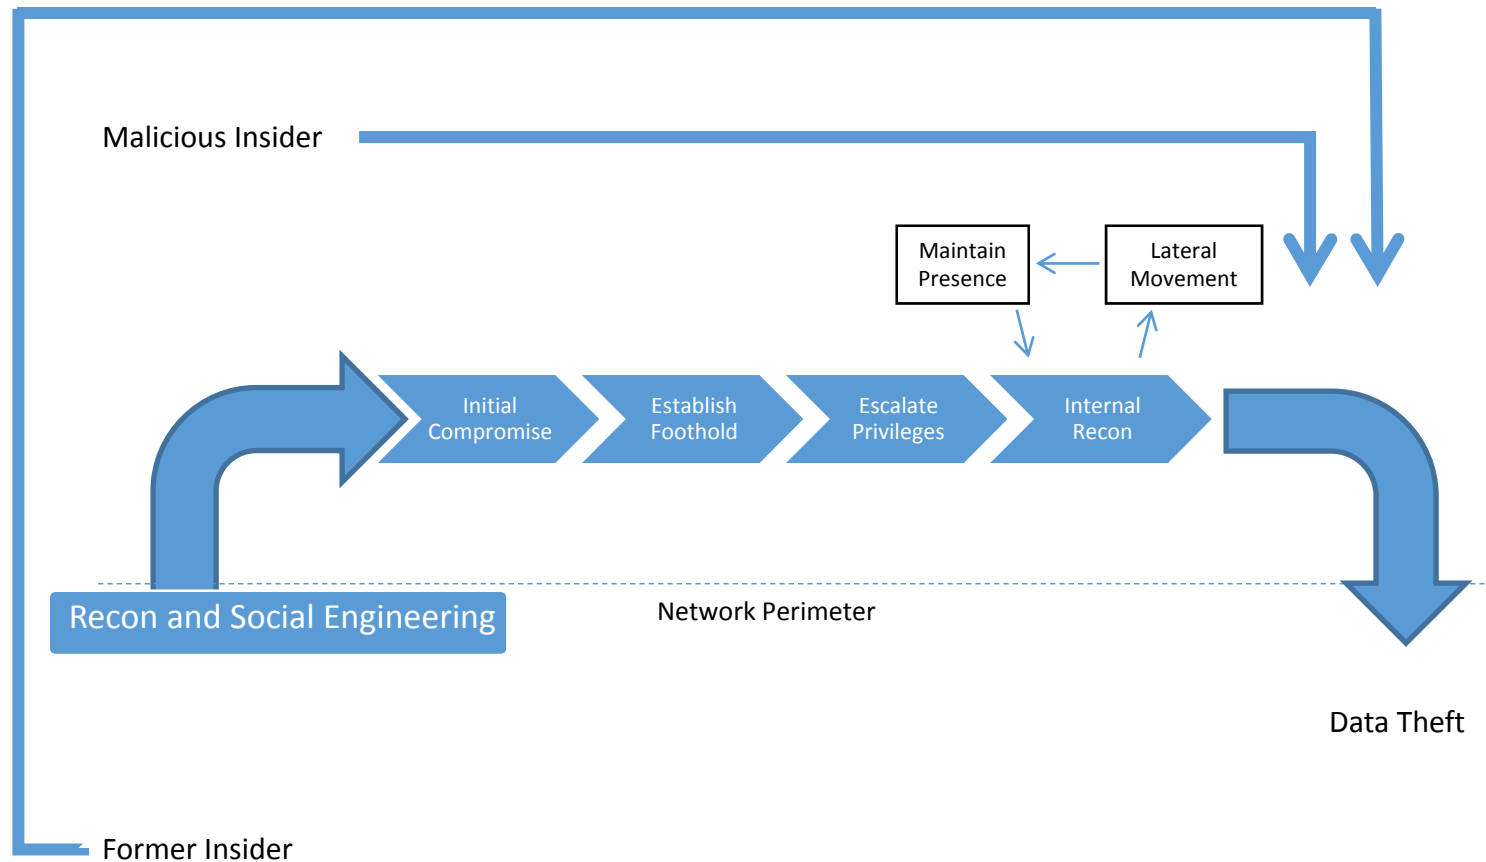 Malicious Insider
Maintain
Presence
Lateral
Movement
Initial
Compromise
Establish
Foothold
Escalate
Privileges
Internal
Recon
Recon and Social Engineering
Network Perimeter
Data Theft
Former Insider